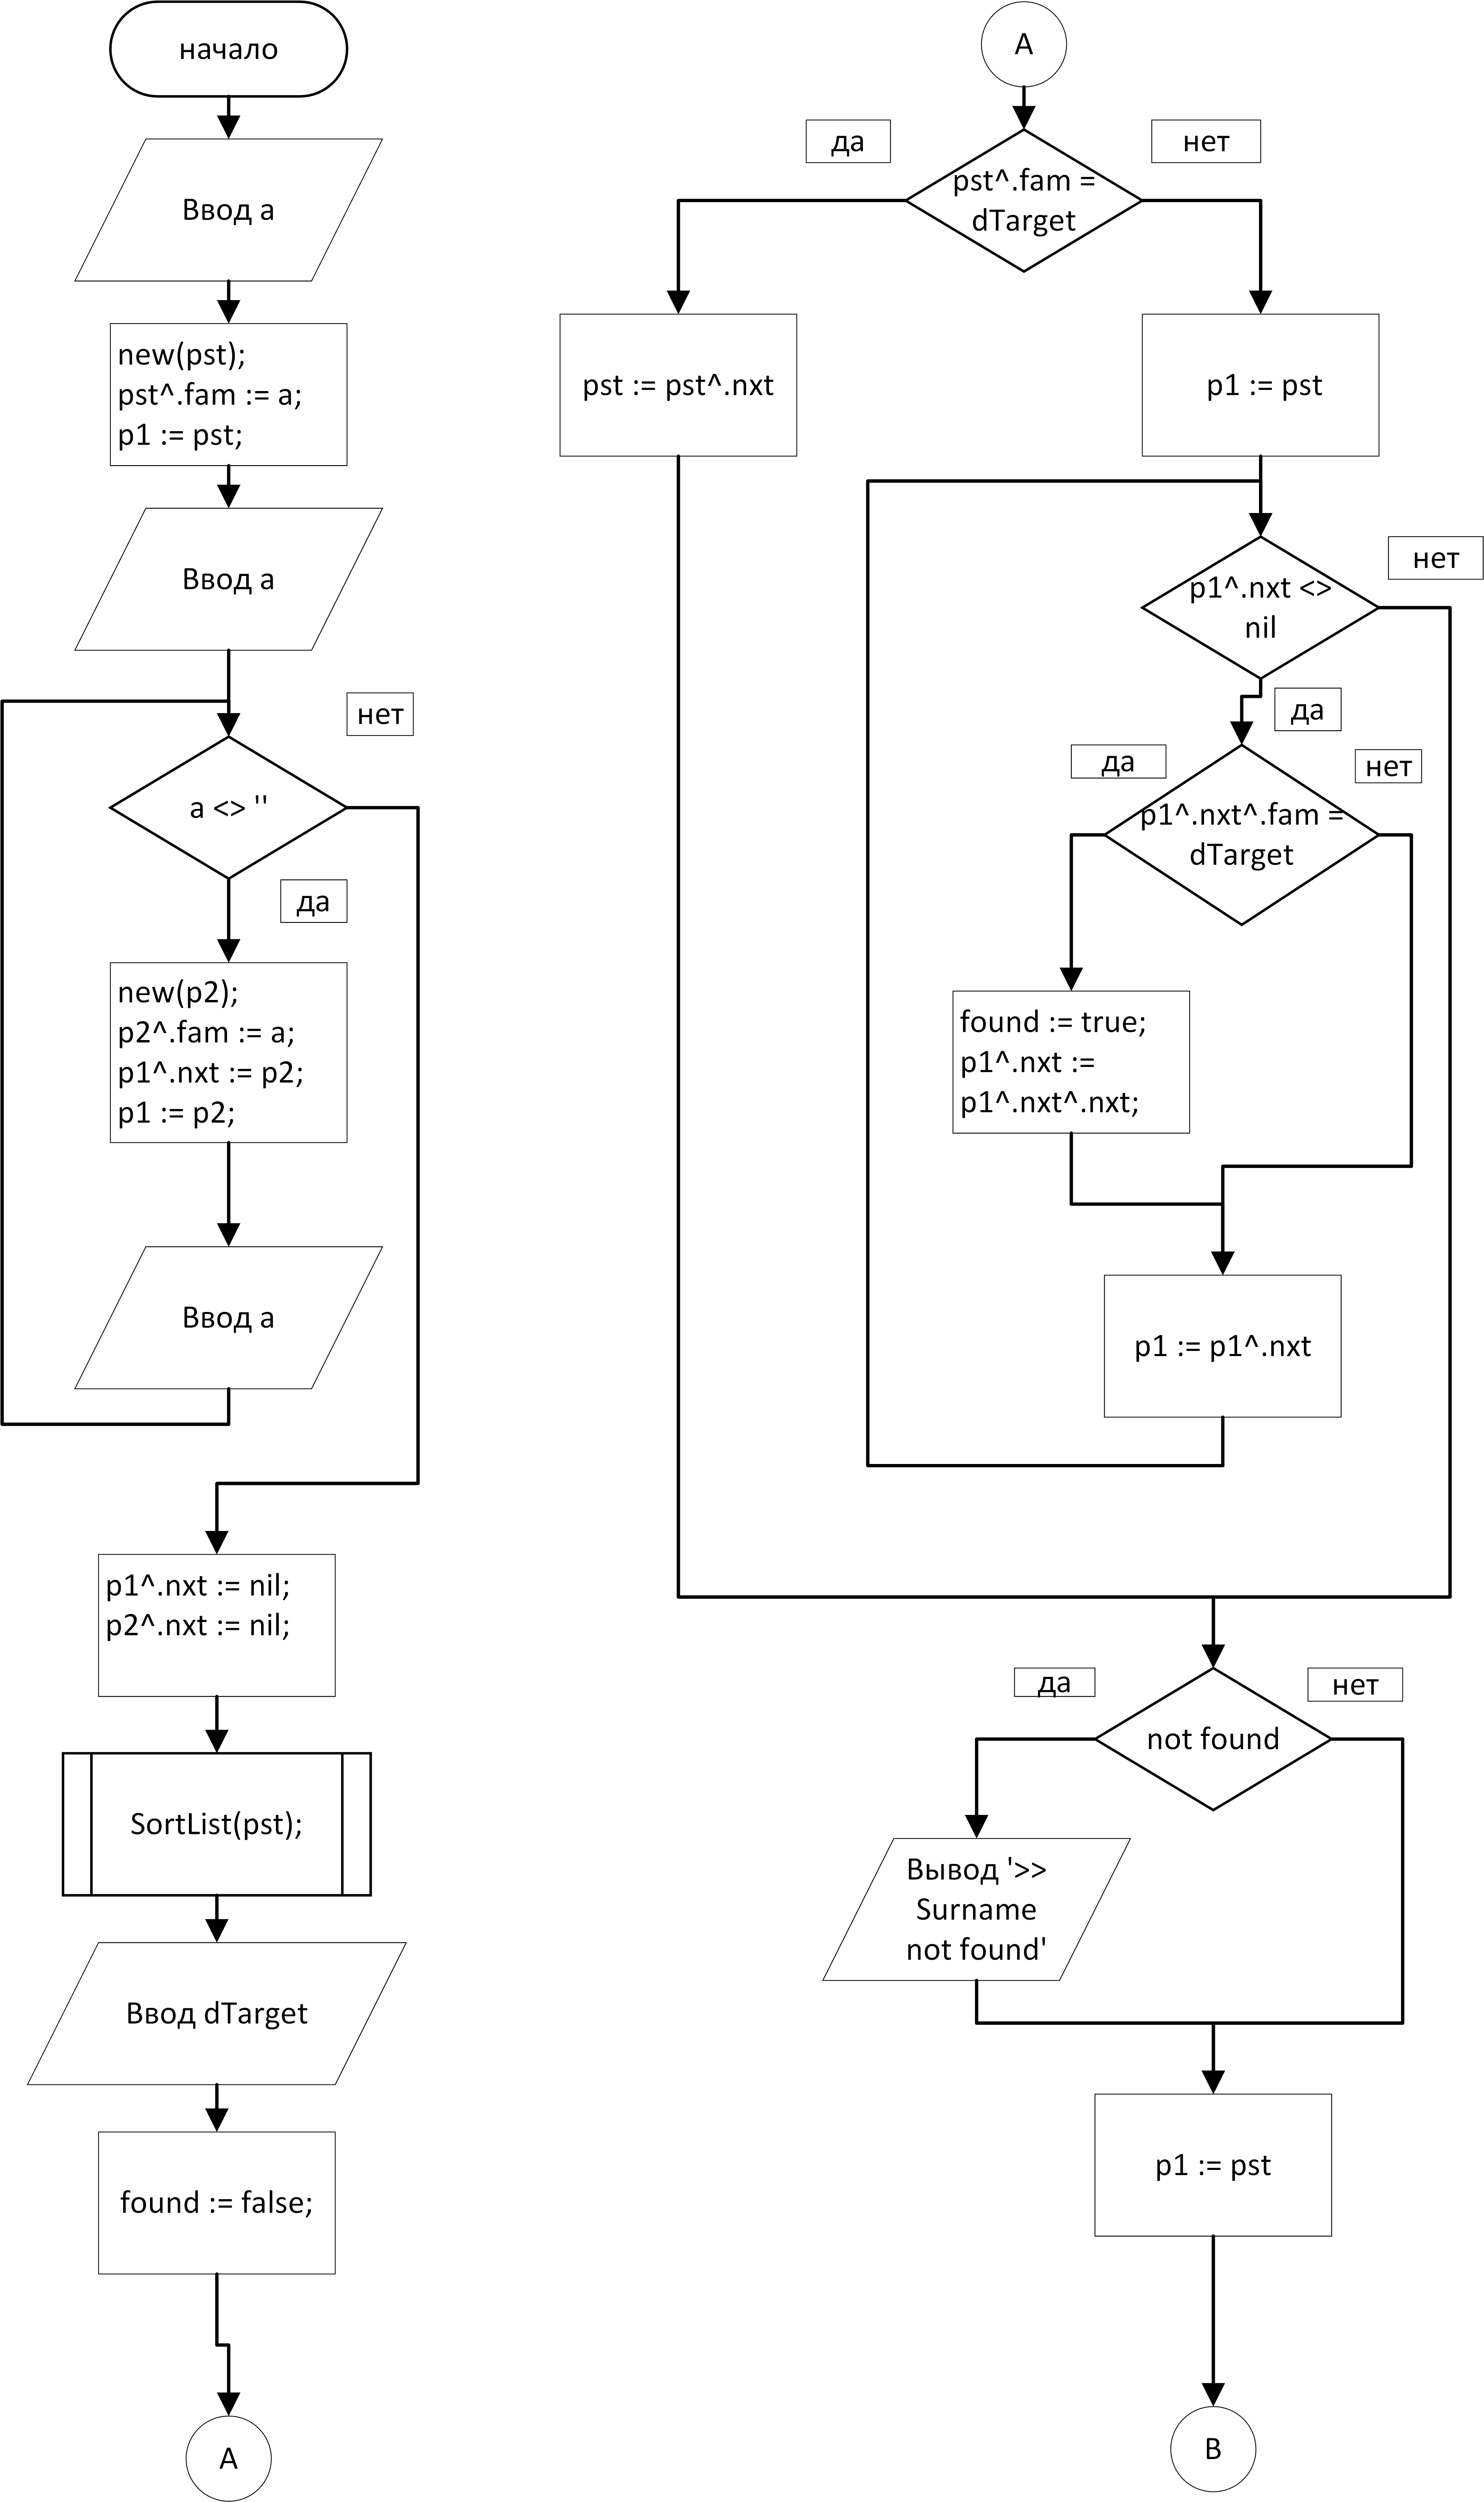 начало
Ввод a
new(pst);
pst^.fam := a;
p1 := pst;
Ввод a
нет
a <> ''
да
new(p2);
p2^.fam := a;
p1^.nxt := p2;
p1 := p2;
Ввод a
p1^.nxt := nil;
p2^.nxt := nil;
SortList(pst);
Ввод dTarget
found := false;
A
A
да
нет
pst^.fam =
dTarget
pst := pst^.nxt
p1 := pst
нет
p1^.nxt <>
nil
да
да
нет
p1^.nxt^.fam =
dTarget
found := true;
p1^.nxt :=
p1^.nxt^.nxt;
p1 := p1^.nxt
да
нет
not found
Вывод '>>
Surname
not found'
p1 := pst
B